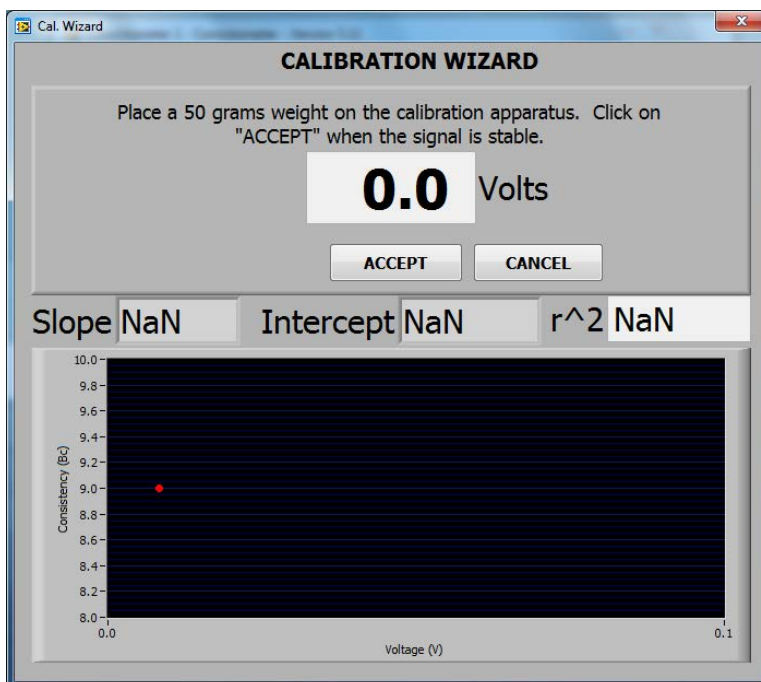 Cal. Wizard
CALIBRATION WIZARD
Place a 50 grams weight on the calibration apparatus. Click on
"ACCEPT" when the signal is stable.
0.0 Volts
ACCEPT CANCEL
Slope NaN Intercept NaN r^2 NaN
10.0
9.8
9.6
9.4
9.2
9.0
8.8
8.6
8.4
8.2
8.0
Consistency (Bc)
0.0 0.1
Voltage (V)